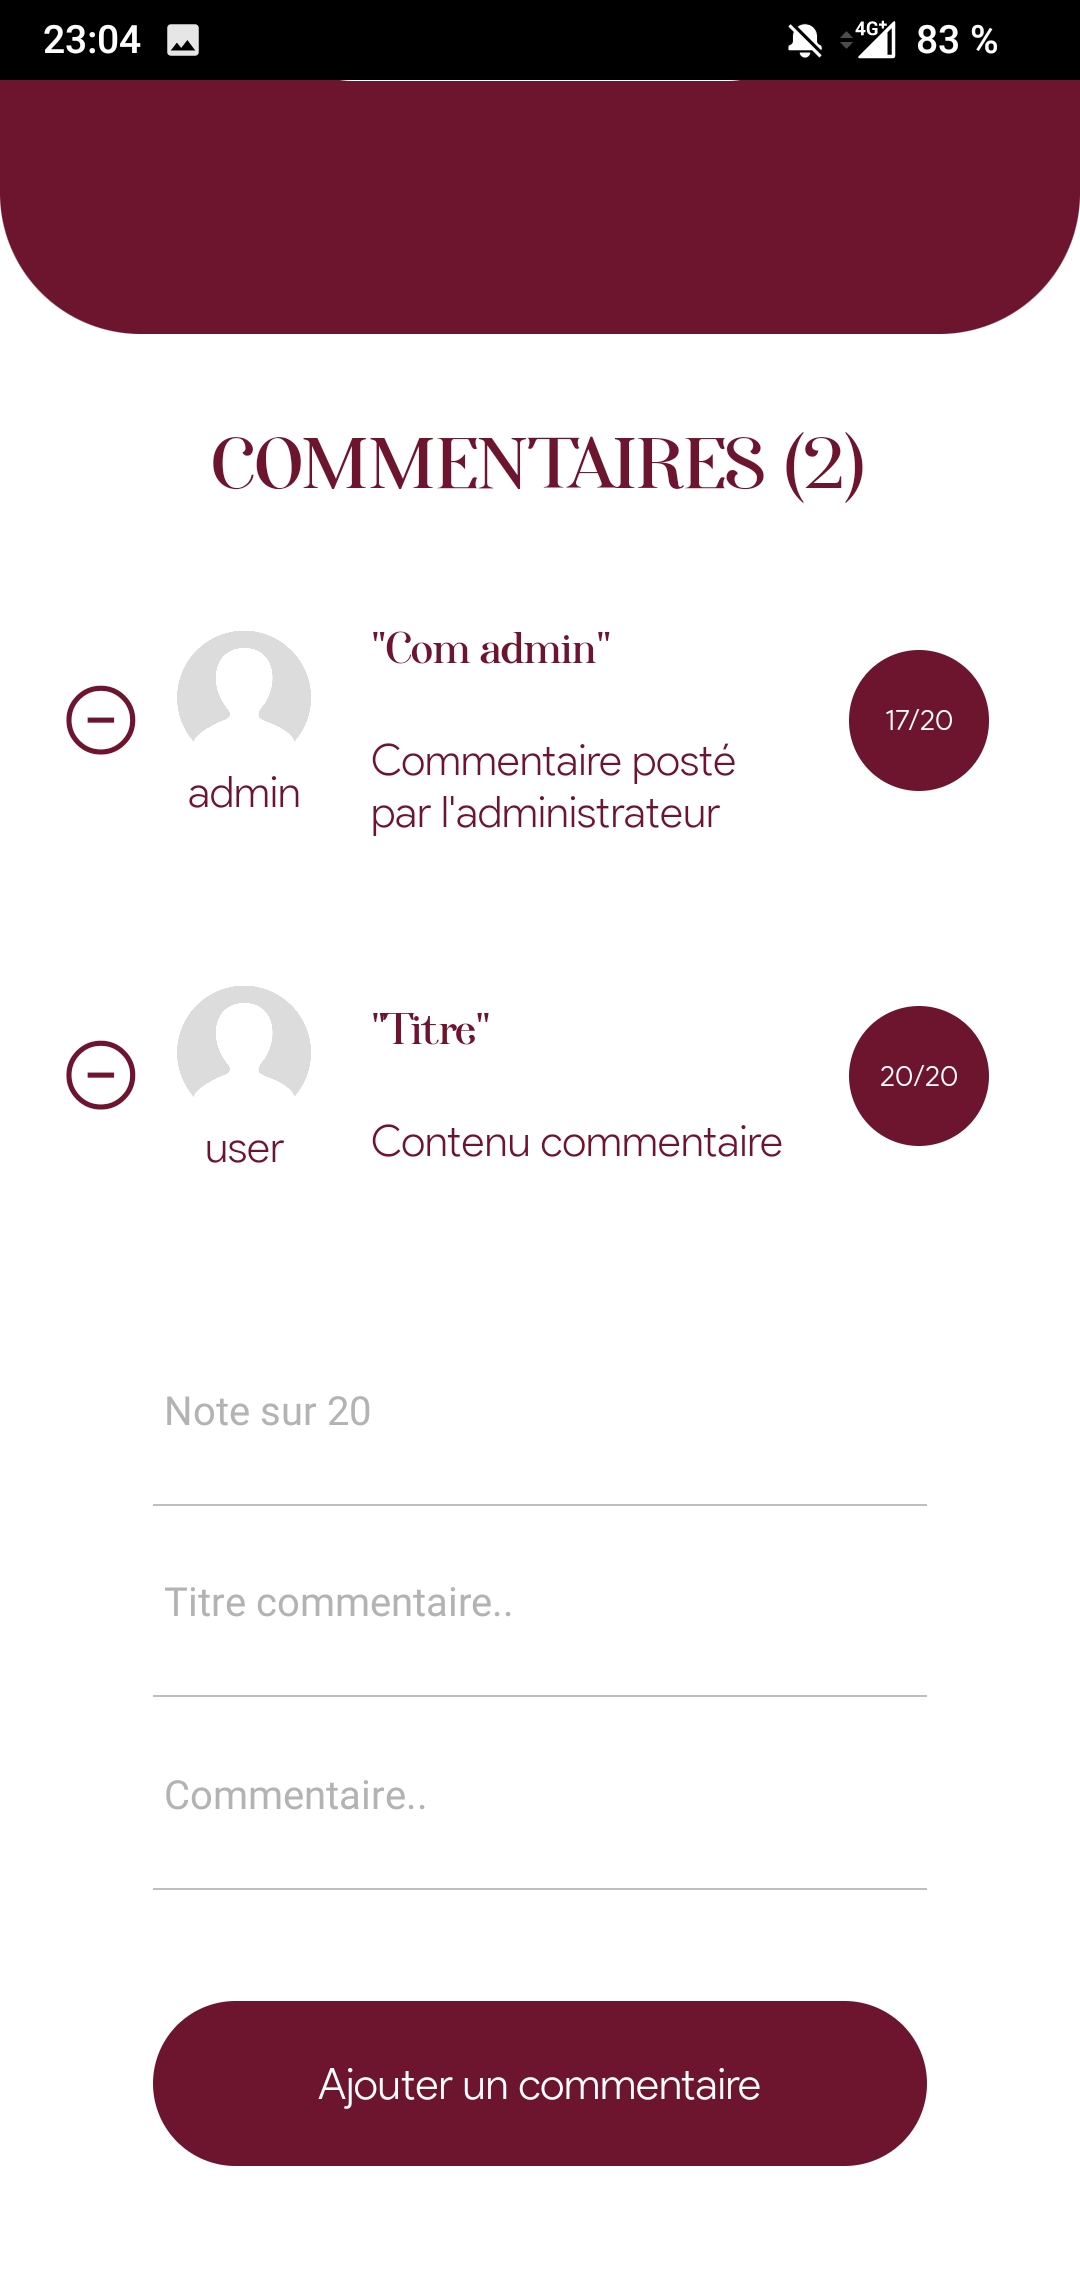 23:04 4G+ 83 %
COMMENTAIRES (2)
"Com admin"
17/20
Commentaire posté
par l'administrateur
admin
"Titre"
20/20
Contenu commentaire
user
Note sur 20
Titre commentaire..
Commentaire..
Ajouter un commentaire